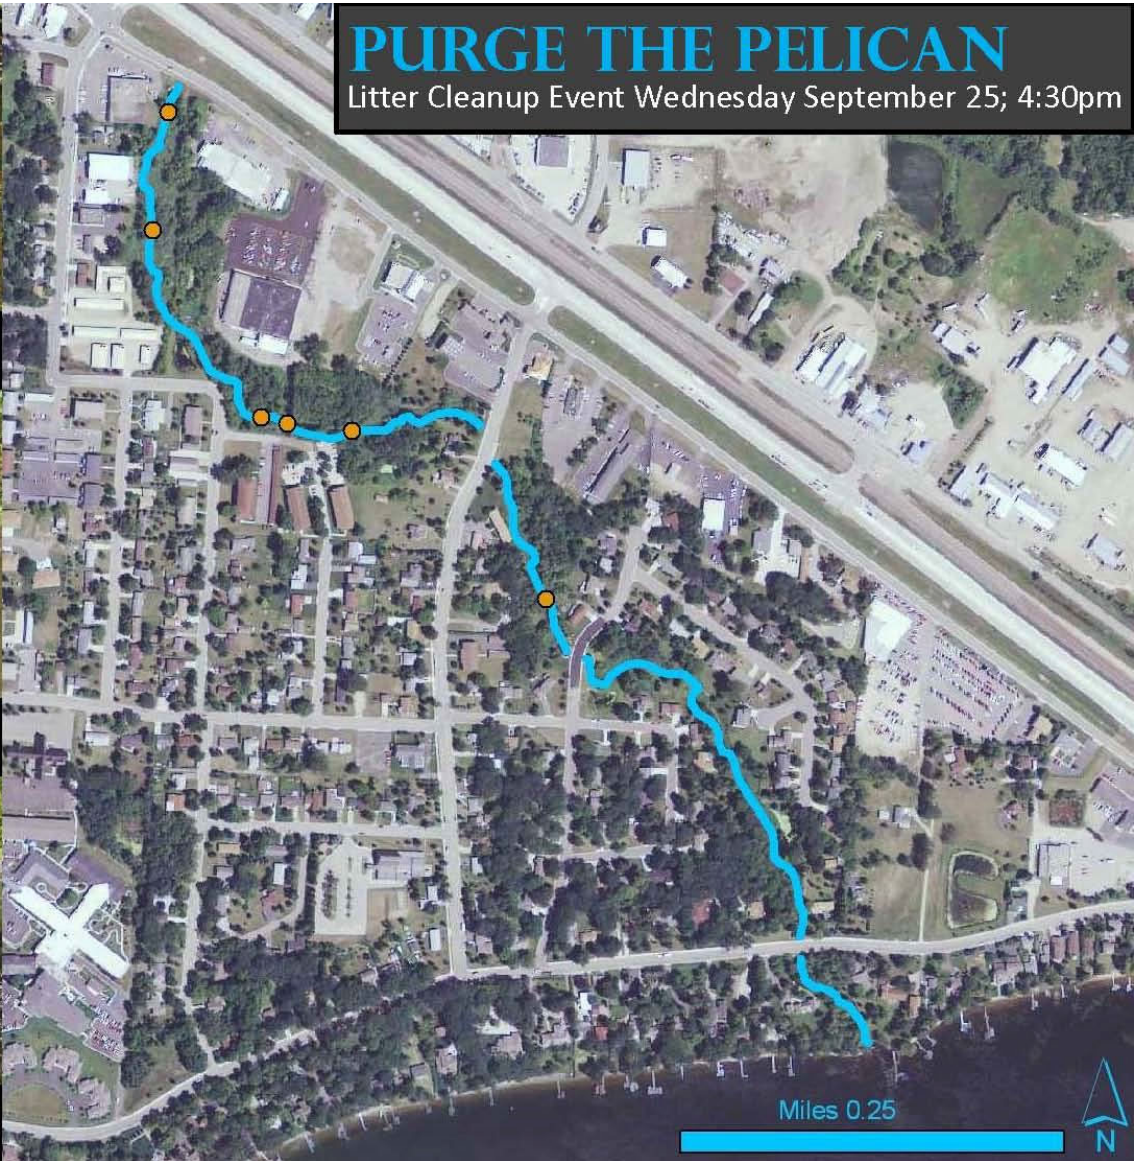 PURGE THE PELICAN
Litter Cleanup Event Wednesday September 25; 4:30pm
Miles 0.25
N